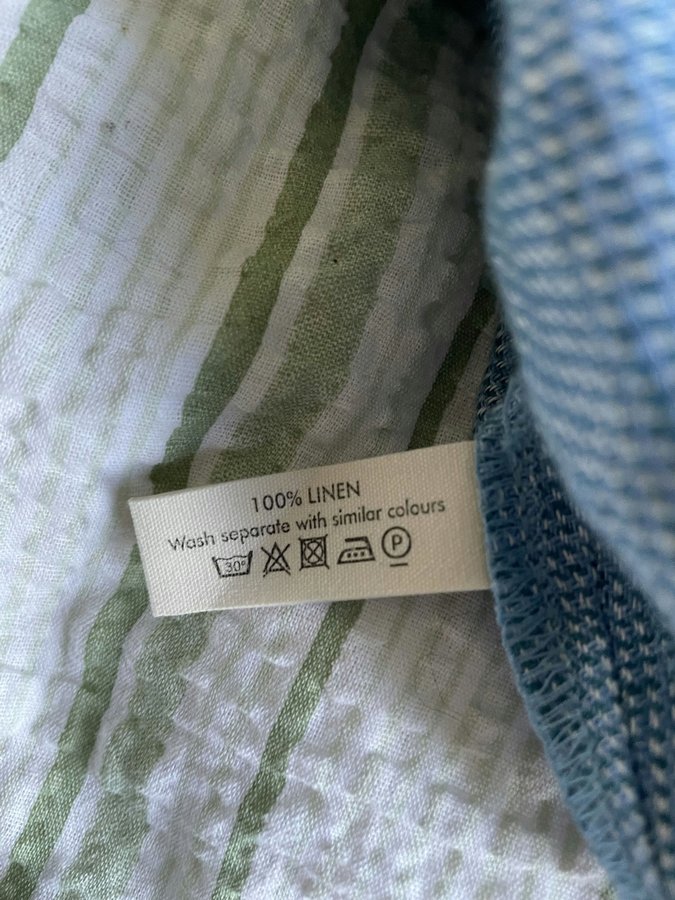 100% LINEN
Wash separate with similar colours
30° P